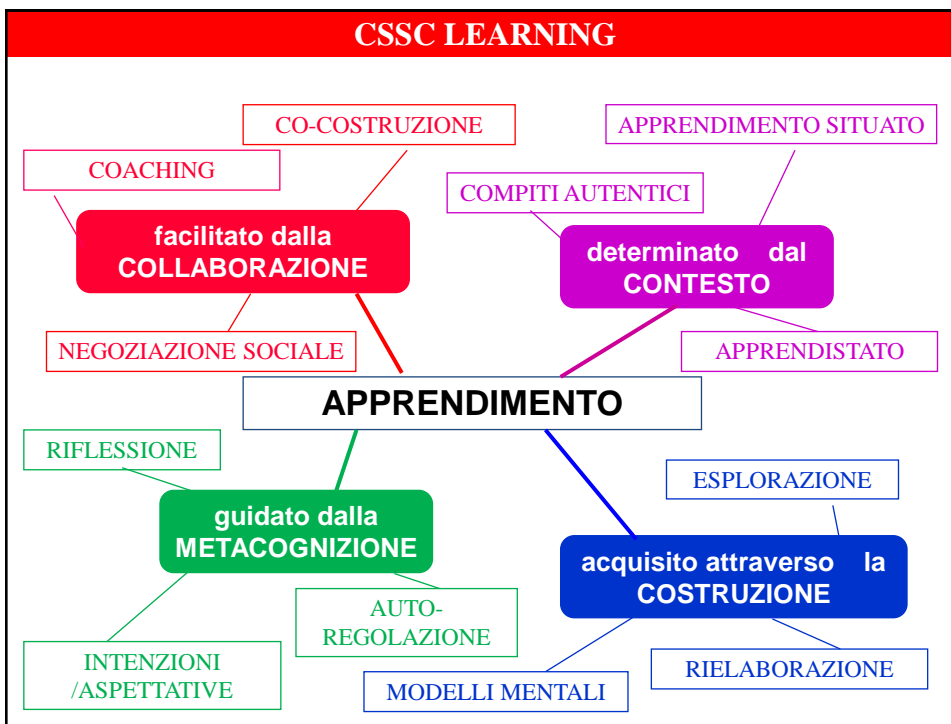 CSSC LEARNING
CO-COSTRUZIONE
COACHING
facilitato dalla
COLLABORAZIONE
NEGOZIAZIONE SOCIALE
APPRENDIMENTO SITUATO
COMPITI AUTENTICI
determinato dal
CONTESTO
APPRENDISTATO
APPRENDIMENTO
RIFLESSIONE
guidato dalla
METACOGNIZIONE
AUTO-
REGOLAZIONE
INTENZIONI
/ASPETTATIVE
ESPLORAZIONE
acquisito attraverso la
COSTRUZIONE
MODELLI MENTALI
RIELABORAZIONE